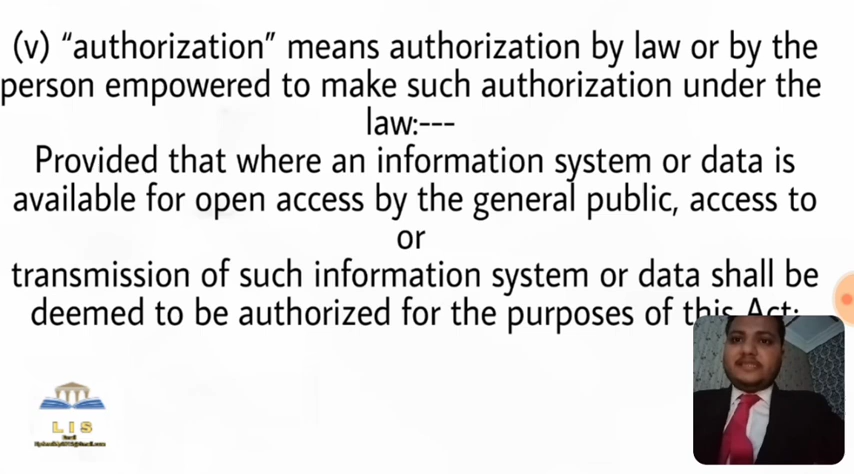 (v) “authorization” means authorization by law or by the
person empowered to make such authorization under the
law:---
Provided that where an information system or data is
available for open access by the general public, access to
or
transmission of such information system or data shall be
deemed to be authorized for the purposes of this Act;
L I S